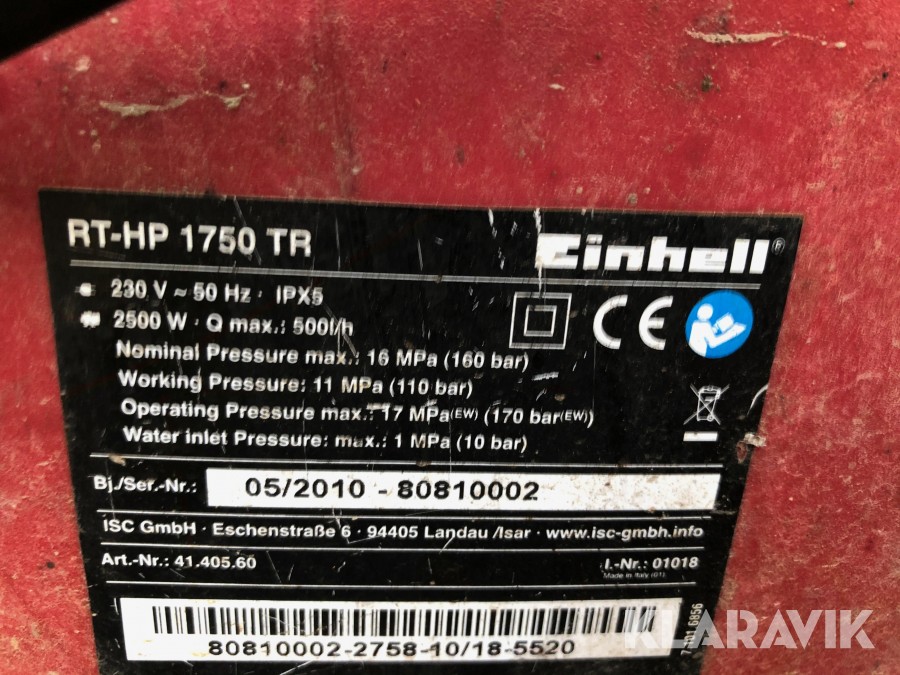 RT-HP 1750 TR
Einhell®
230 V ~ 50 Hz · IPX5
2500 W · Q max.: 500l/h
Nominal Pressure max.: 16 MPa (160 bar)
Working Pressure: 11 MPa (110 bar)
Operating Pressure max.: 17 MPa(EW) (170 bar(EW))
Water inlet Pressure: max.: 1 MPa (10 bar)
CE
Bj./Ser.-Nr.: 05/2010 - 80810002
ISC GmbH · Eschenstraße 6 · 94405 Landau /Isar · www.isc-gmbh.info
Art.-Nr.: 41.405.60
I.-Nr.: 01018
Made in Italy (01)
80810002-2758-10/18-5520
KLARAVIK